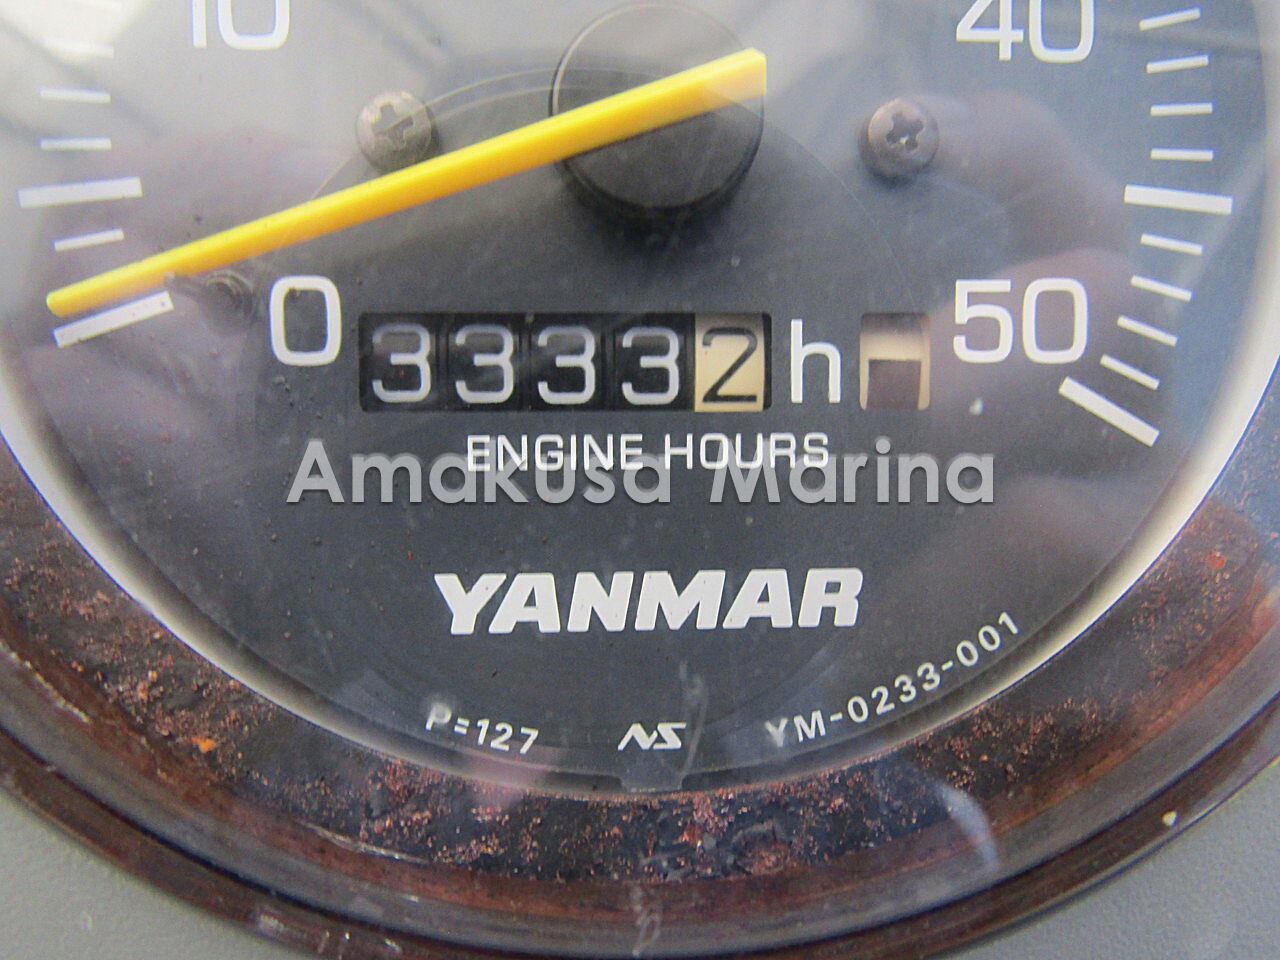 10
40
0
50
33332 h
ENGINE HOURS
Amakusa Marina
YANMAR
P=127
NS
YM-0233-001